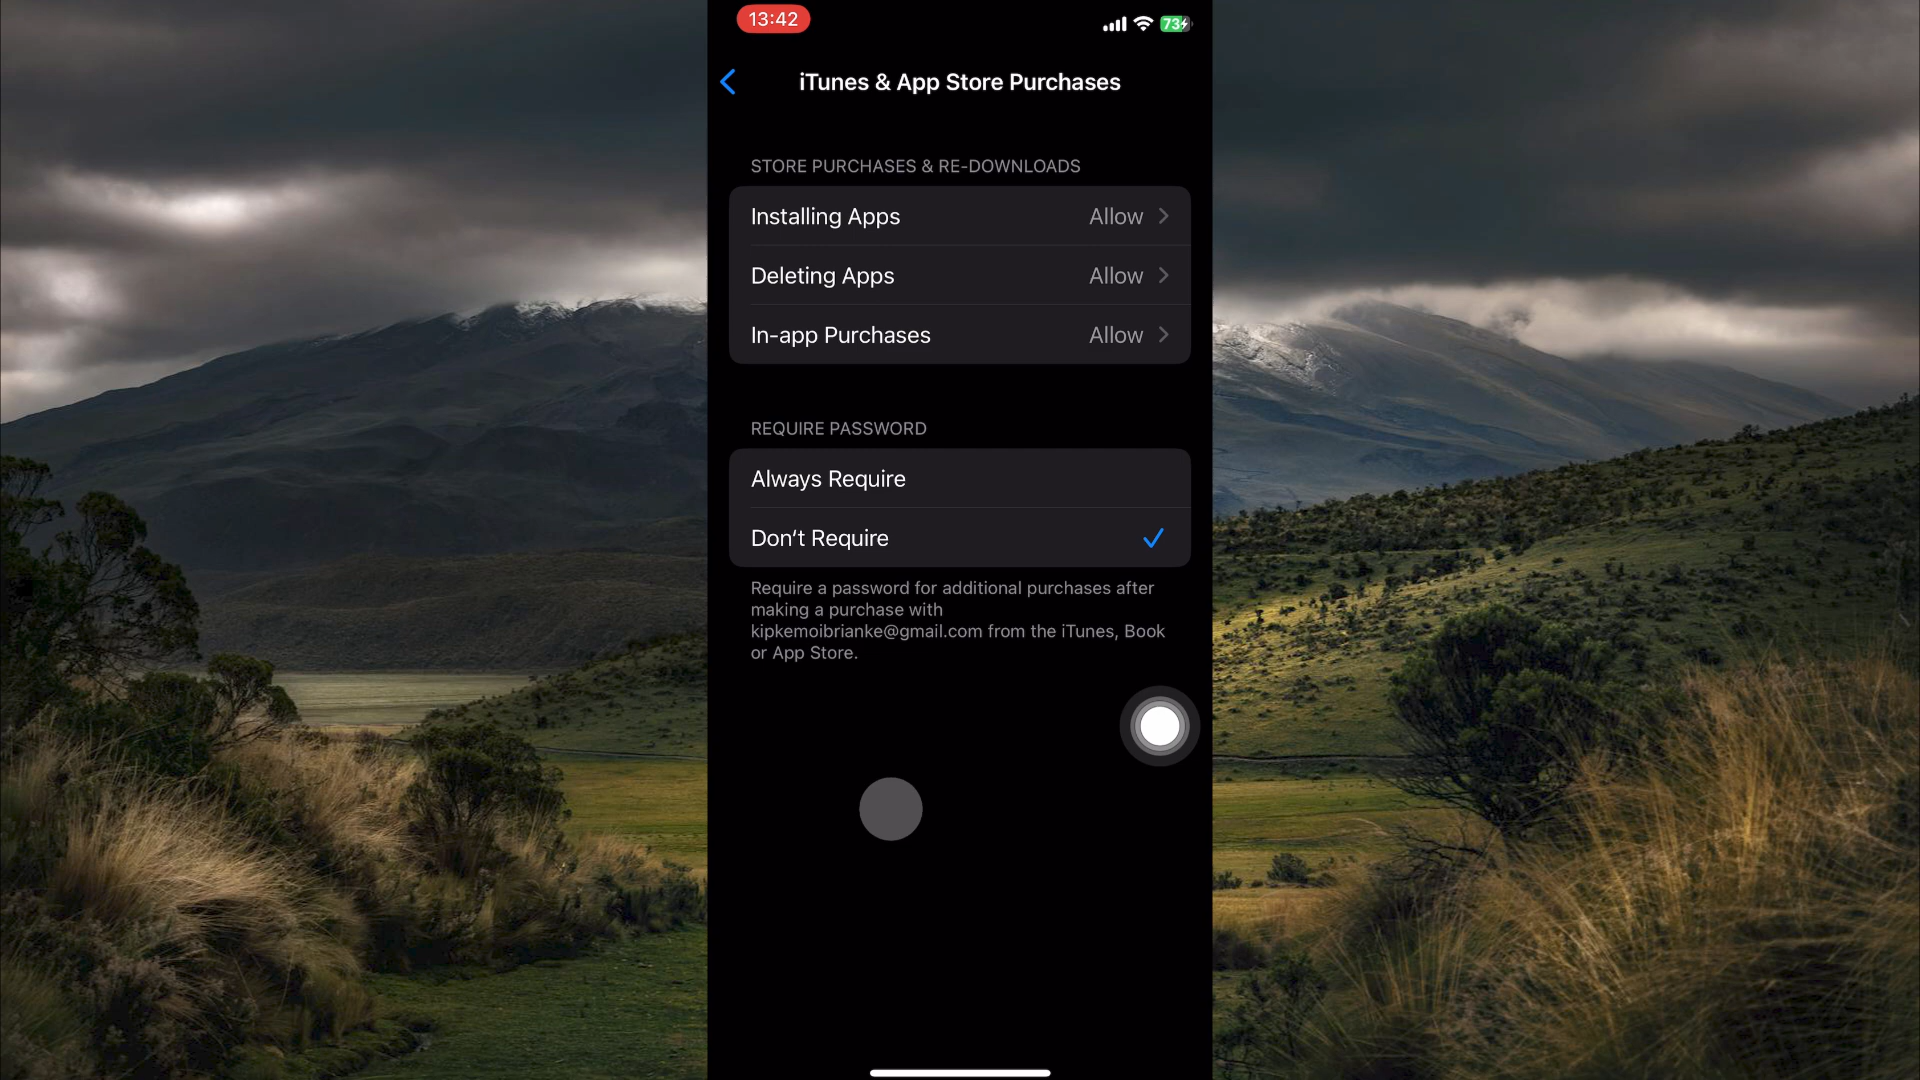 13:42
73
iTunes & App Store Purchases
STORE PURCHASES & RE-DOWNLOADS
Installing Apps Allow
Deleting Apps Allow
In-app Purchases Allow
REQUIRE PASSWORD
Always Require
Don’t Require
Require a password for additional purchases after
making a purchase with
kipkemoibrianke@gmail.com from the iTunes, Book
or App Store.